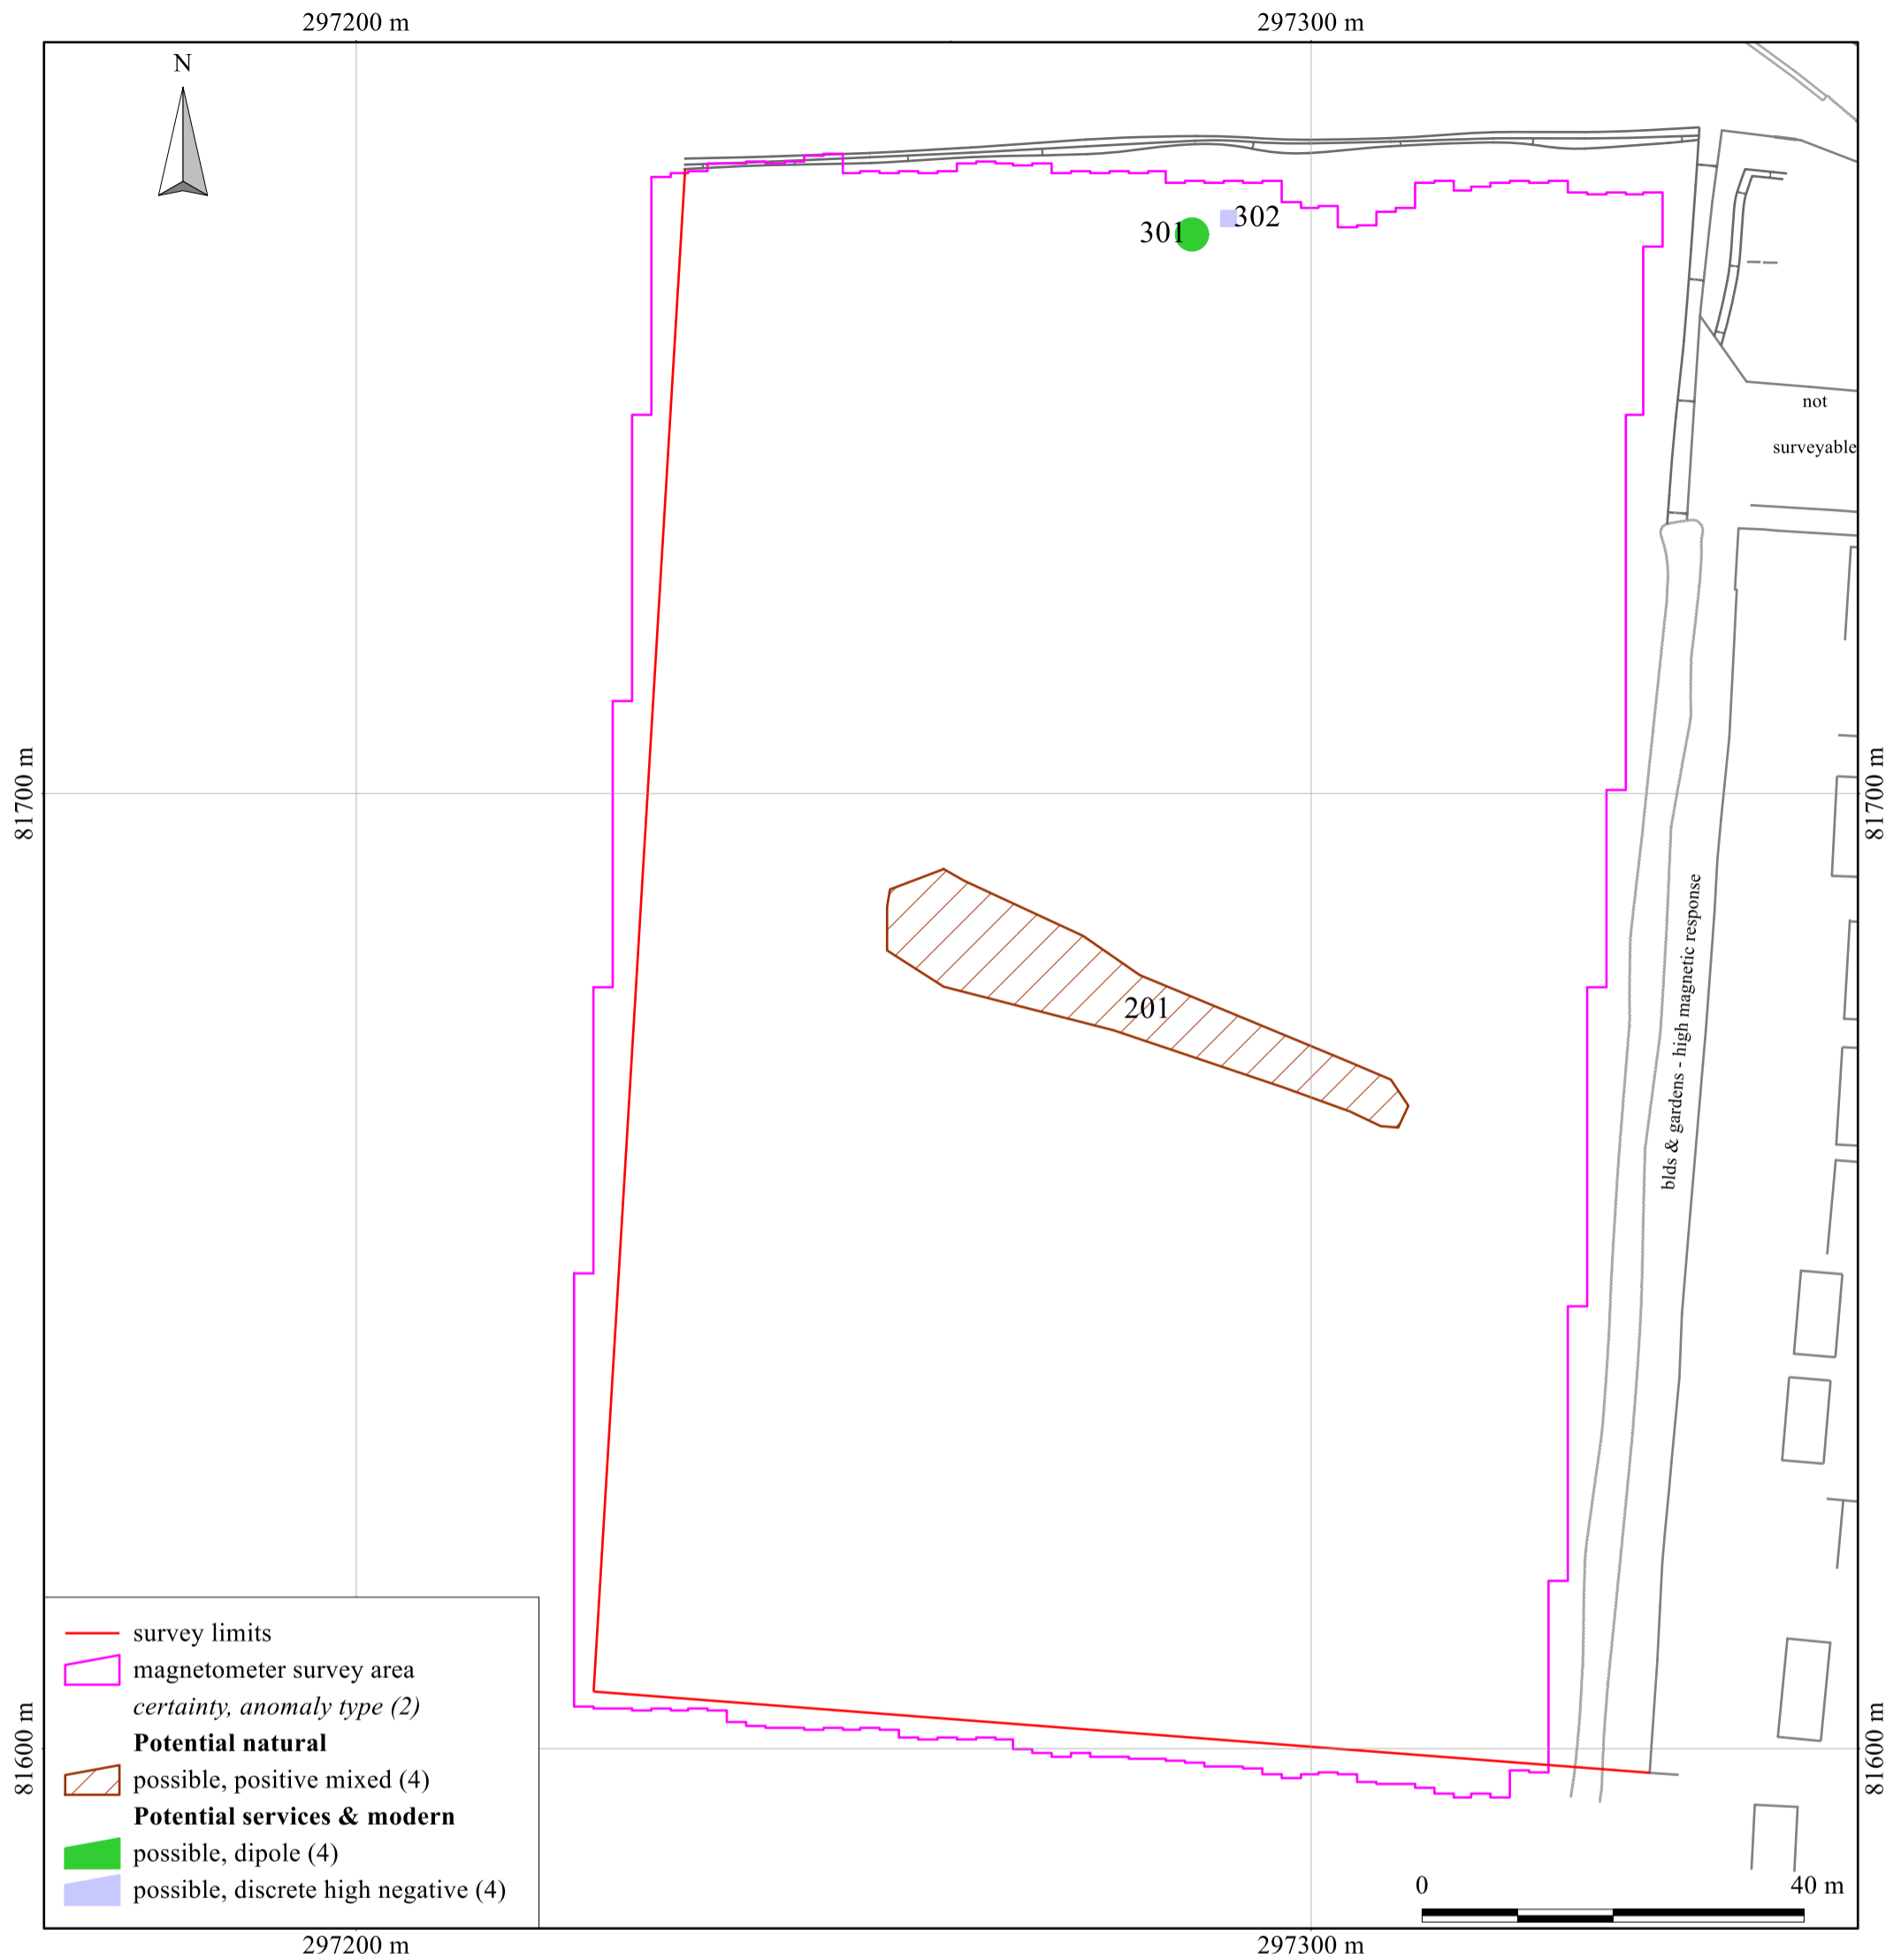 297200 m
297300 m
N
302
301
not
surveyable
81700 m
81700 m
blds & gardens - high magnetic response
201
survey limits
magnetometer survey area
certainty, anomaly type (2)
Potential natural
possible, positive mixed (4)
Potential services & modern
possible, dipole (4)
possible, discrete high negative (4)
81600 m
81600 m
0
40 m
297200 m
297300 m